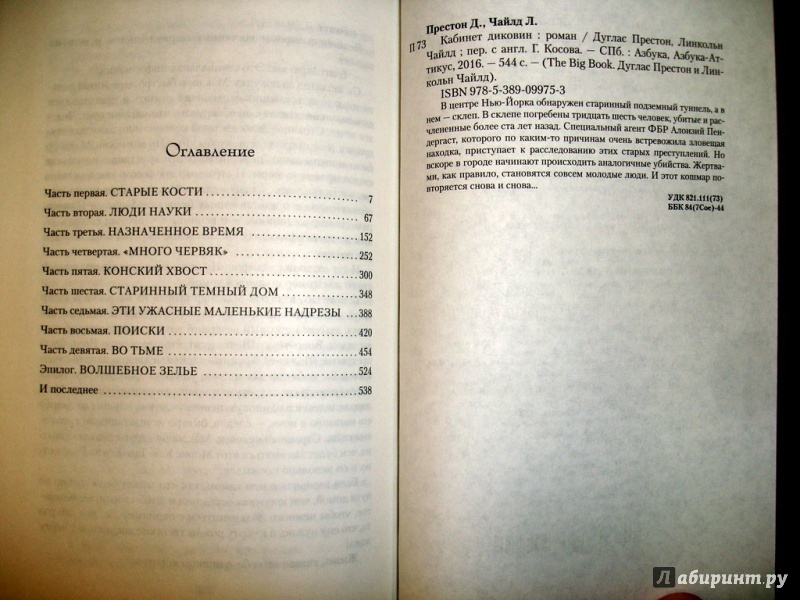 Оглавление
Часть первая. СТАРЫЕ КОСТИ ........ 7
Часть вторая. ЛЮДИ НАУКИ ........ 67
Часть третья. НАЗНАЧЕННОЕ ВРЕМЯ ........ 152
Часть четвертая. «МНОГО ЧЕРВЯК» ........ 252
Часть пятая. КОНСКИЙ ХВОСТ ........ 300
Часть шестая. СТАРИННЫЙ ТЕМНЫЙ ДОМ ........ 348
Часть седьмая. ЭТИ УЖАСНЫЕ МАЛЕНЬКИЕ НАДРЕЗЫ ... 388
Часть восьмая. ПОИСКИ ........ 420
Часть девятая. ВО ТЬМЕ ........ 454
Эпилог. ВОЛШЕБНОЕ ЗЕЛЬЕ ........ 524
И последнее ........ 538
Престон Д., Чайлд Л.
П 73 Кабинет диковин : роман / Дуглас Престон, Линкольн
Чайлд ; пер. с англ. Г. Косова. — СПб. : Азбука, Азбука-Ат-
тикус, 2016. — 544 с. — (The Big Book. Дуглас Престон и Лин-
кольн Чайлд).
ISBN 978-5-389-09975-3
В центре Нью-Йорка обнаружен старинный подземный туннель, а в
нем — склеп. В склепе погребены тридцать шесть человек, убитые и рас-
члененные более ста лет назад. Специальный агент ФБР Алоизий Пен-
дергаст, которого по каким-то причинам очень встревожила зловещая
находка, приступает к расследованию этих старых преступлений. Но
вскоре в городе начинают происходить аналогичные убийства. Жертва-
ми, как правило, становятся совсем молодые люди. И этот кошмар по-
вторяется снова и снова...
УДК 821.111(73)
ББК 84(7Сое)-44
Лабиринт.ру